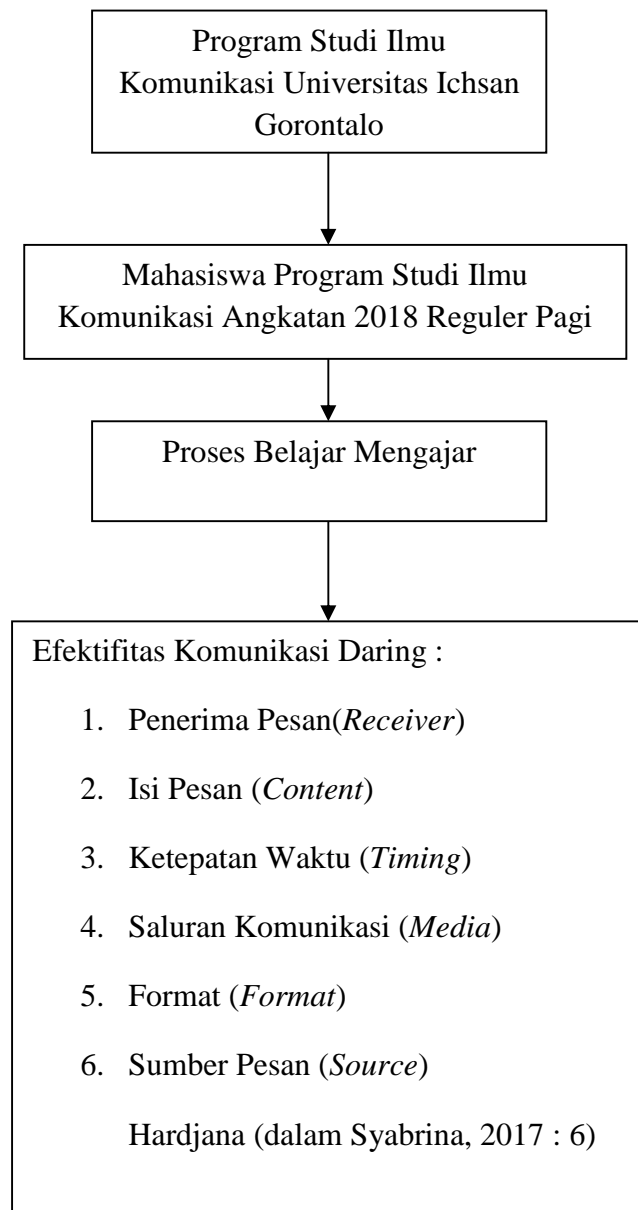 Program Studi Ilmu
Komunikasi Universitas Ichsan
Gorontalo
Mahasiswa Program Studi Ilmu
Komunikasi Angkatan 2018 Reguler Pagi
Proses Belajar Mengajar
Efektifitas Komunikasi Daring :
1. Penerima Pesan(Receiver)
2. Isi Pesan (Content)
3. Ketepatan Waktu (Timing)
4. Saluran Komunikasi (Media)
5. Format (Format)
6. Sumber Pesan (Source)
Hardjana (dalam Syabrina, 2017 : 6)